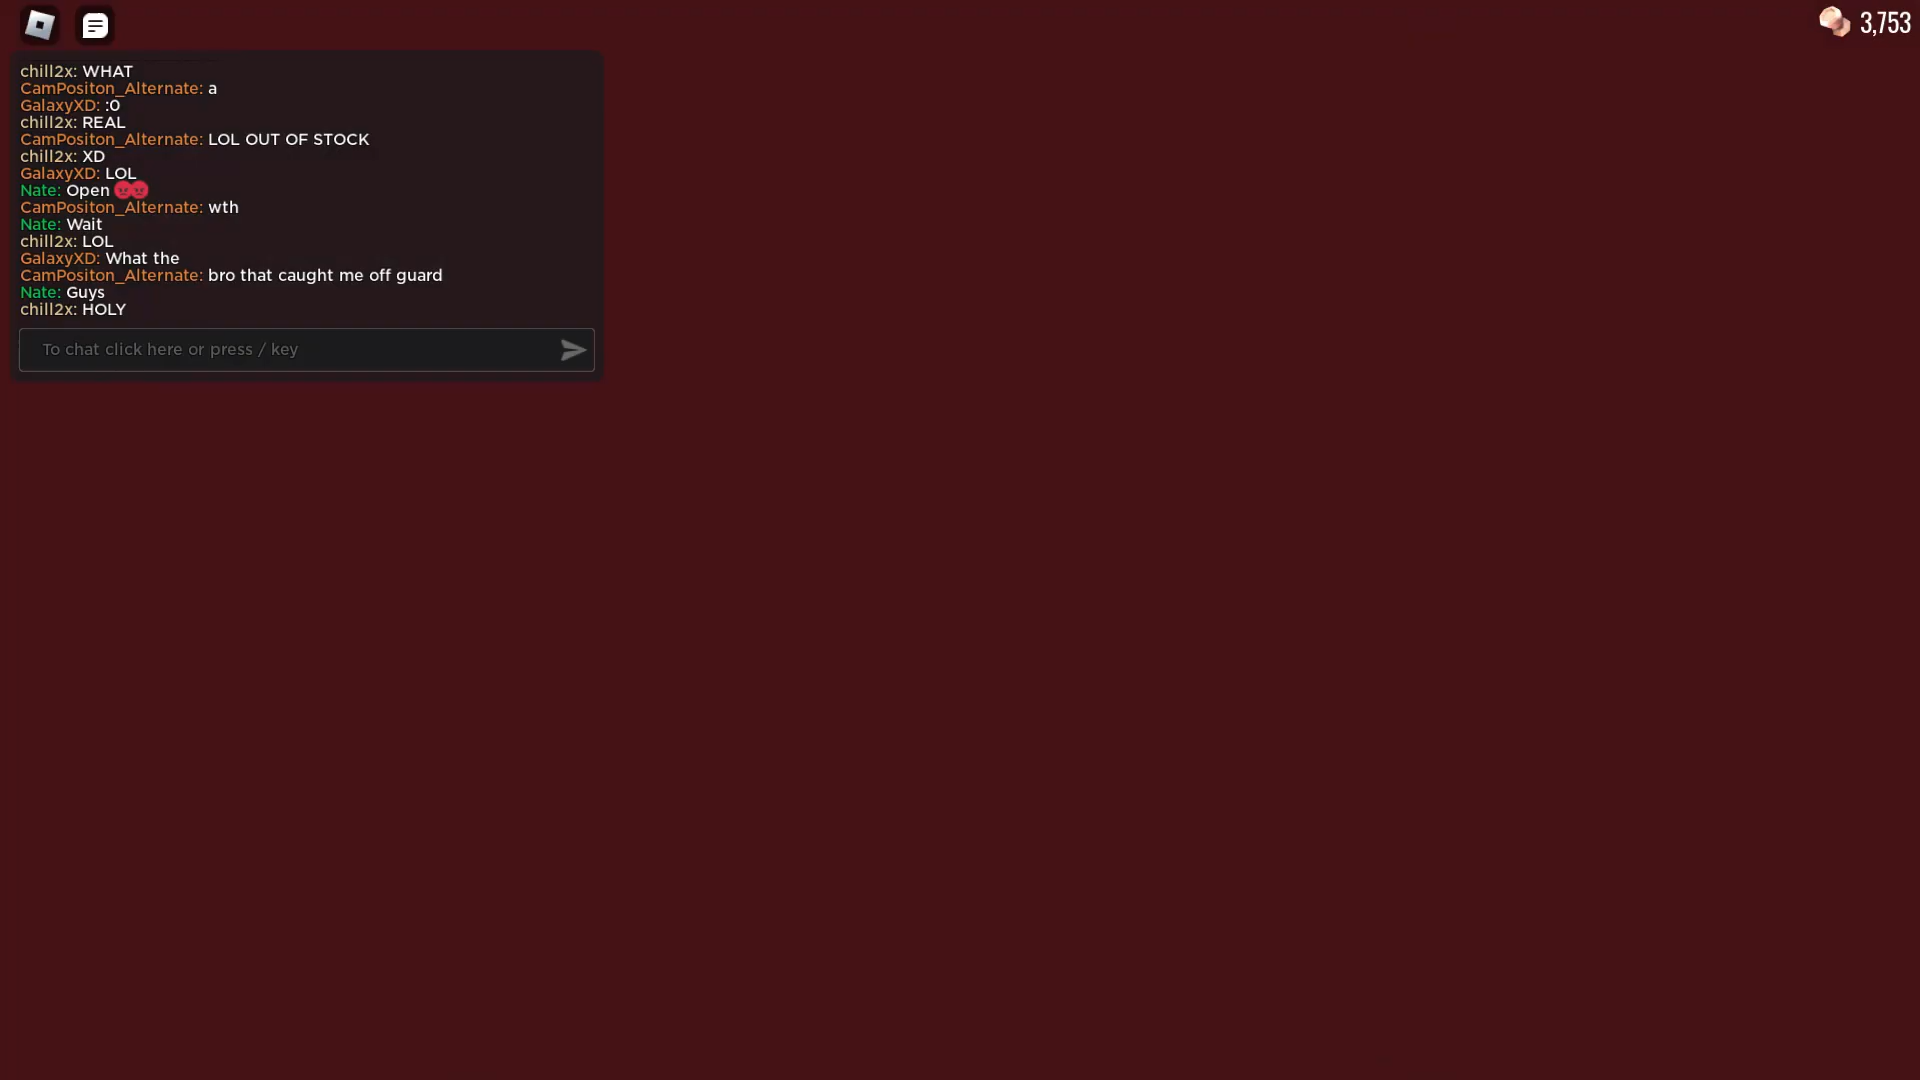 3,753
chill2x: WHAT
CamPositon_Alternate: a
GalaxyXD: :0
chill2x: REAL
CamPositon_Alternate: LOL OUT OF STOCK
chill2x: XD
GalaxyXD: LOL
Nate: Open 😡😡
CamPositon_Alternate: wth
Nate: Wait
chill2x: LOL
GalaxyXD: What the
CamPositon_Alternate: bro that caught me off guard
Nate: Guys
chill2x: HOLY
To chat click here or press / key